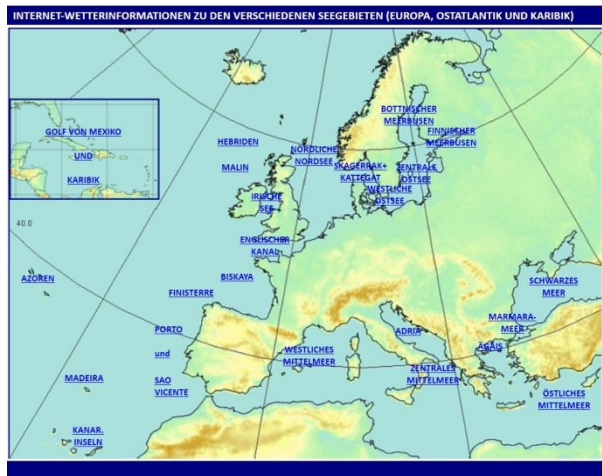 INTERNET-WETTERINFORMATIONEN ZU DEN VERSCHIEDENEN SEEGEBIETEN (EUROPA, OSTATLANTIK UND KARIBIK)
GOLF VON MEXIKO
UND
KARIBIK
BOTTNISCHER
MEERBUSEN
FINNISCHER
MEERBUSEN
HEBRIDEN
NÖRDLICHE
NORDSEE
MALIN
SKAGERRAK+
KATTEGAT
ZENTRALE
OSTSEE
WESTLICHE
OSTSEE
IRISCHE
SEE
40.0
ENGLISCHER
KANAL
AZOREN
BISKAYA
FINISTERRE
SCHWARZES
MEER
PORTO
und
SAO
VICENTE
MARMARA-
MEER
ADRIA
ÄGÄIS
WESTLICHES
MITTELMEER
ZENTRALES
MITTELMEER
MADEIRA
ÖSTLICHES
MITTELMEER
KANAR.
INSELN